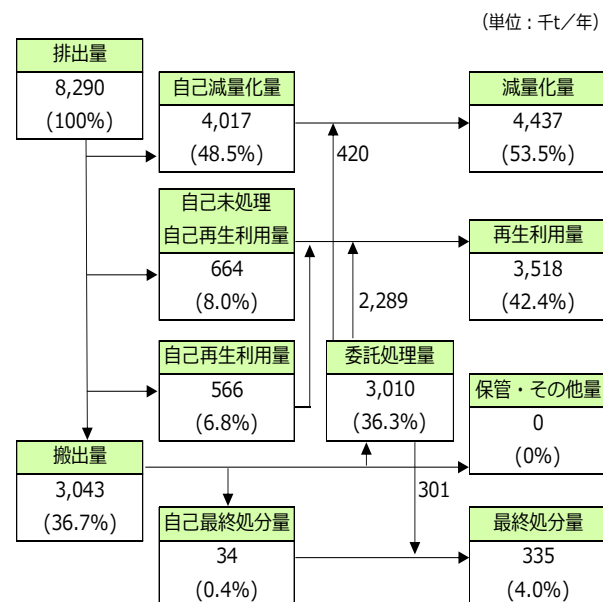 （単位：千t／年）
排出量
8,290
(100%)
自己減量化量
4,017
(48.5%)
減量化量
4,437
(53.5%)
420
自己未処理
自己再生利用量
664
(8.0%)
再生利用量
3,518
(42.4%)
2,289
自己再生利用量
566
(6.8%)
委託処理量
3,010
(36.3%)
保管・その他量
0
(0%)
搬出量
3,043
(36.7%)
301
自己最終処分量
34
(0.4%)
最終処分量
335
(4.0%)